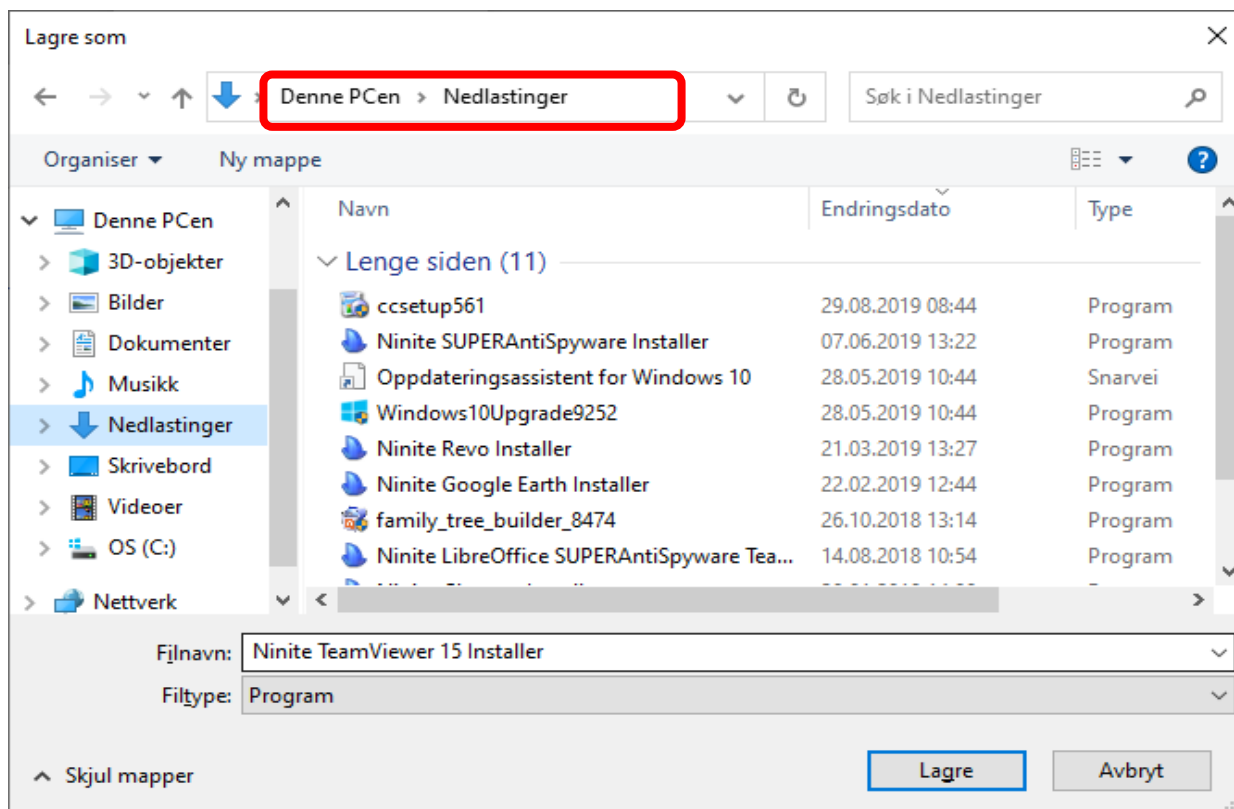 Lagre som
Denne PCen > Nedlastinger
Søk i Nedlastinger
Organiser
Ny mappe
?
Navn
Endringsdato
Type
Denne PCen
3D-objekter
Bilder
Dokumenter
Musikk
Nedlastinger
Skrivebord
Videoer
OS (C:)
Nettverk
Lenge siden (11)
ccsetup561 29.08.2019 08:44 Program
Ninite SUPERAntiSpyware Installer 07.06.2019 13:22 Program
Oppdateringsassistent for Windows 10 28.05.2019 10:44 Snarvei
Windows10Upgrade9252 28.05.2019 10:44 Program
Ninite Revo Installer 21.03.2019 13:27 Program
Ninite Google Earth Installer 22.02.2019 12:44 Program
family_tree_builder_8474 26.10.2018 13:14 Program
Ninite LibreOffice SUPERAntiSpyware Tea... 14.08.2018 10:54 Program
Filnavn: Ninite TeamViewer 15 Installer
Filtype: Program
Skjul mapper
Lagre
Avbryt